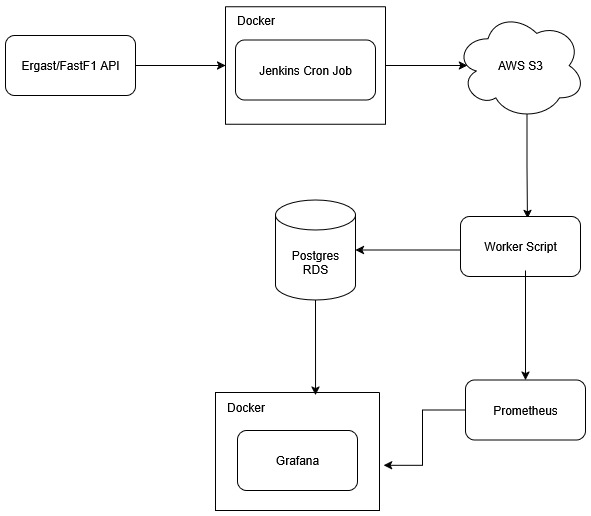 Docker
Ergast/FastF1 API
Jenkins Cron Job
AWS S3
Postgres
RDS
Worker Script
Docker
Prometheus
Grafana